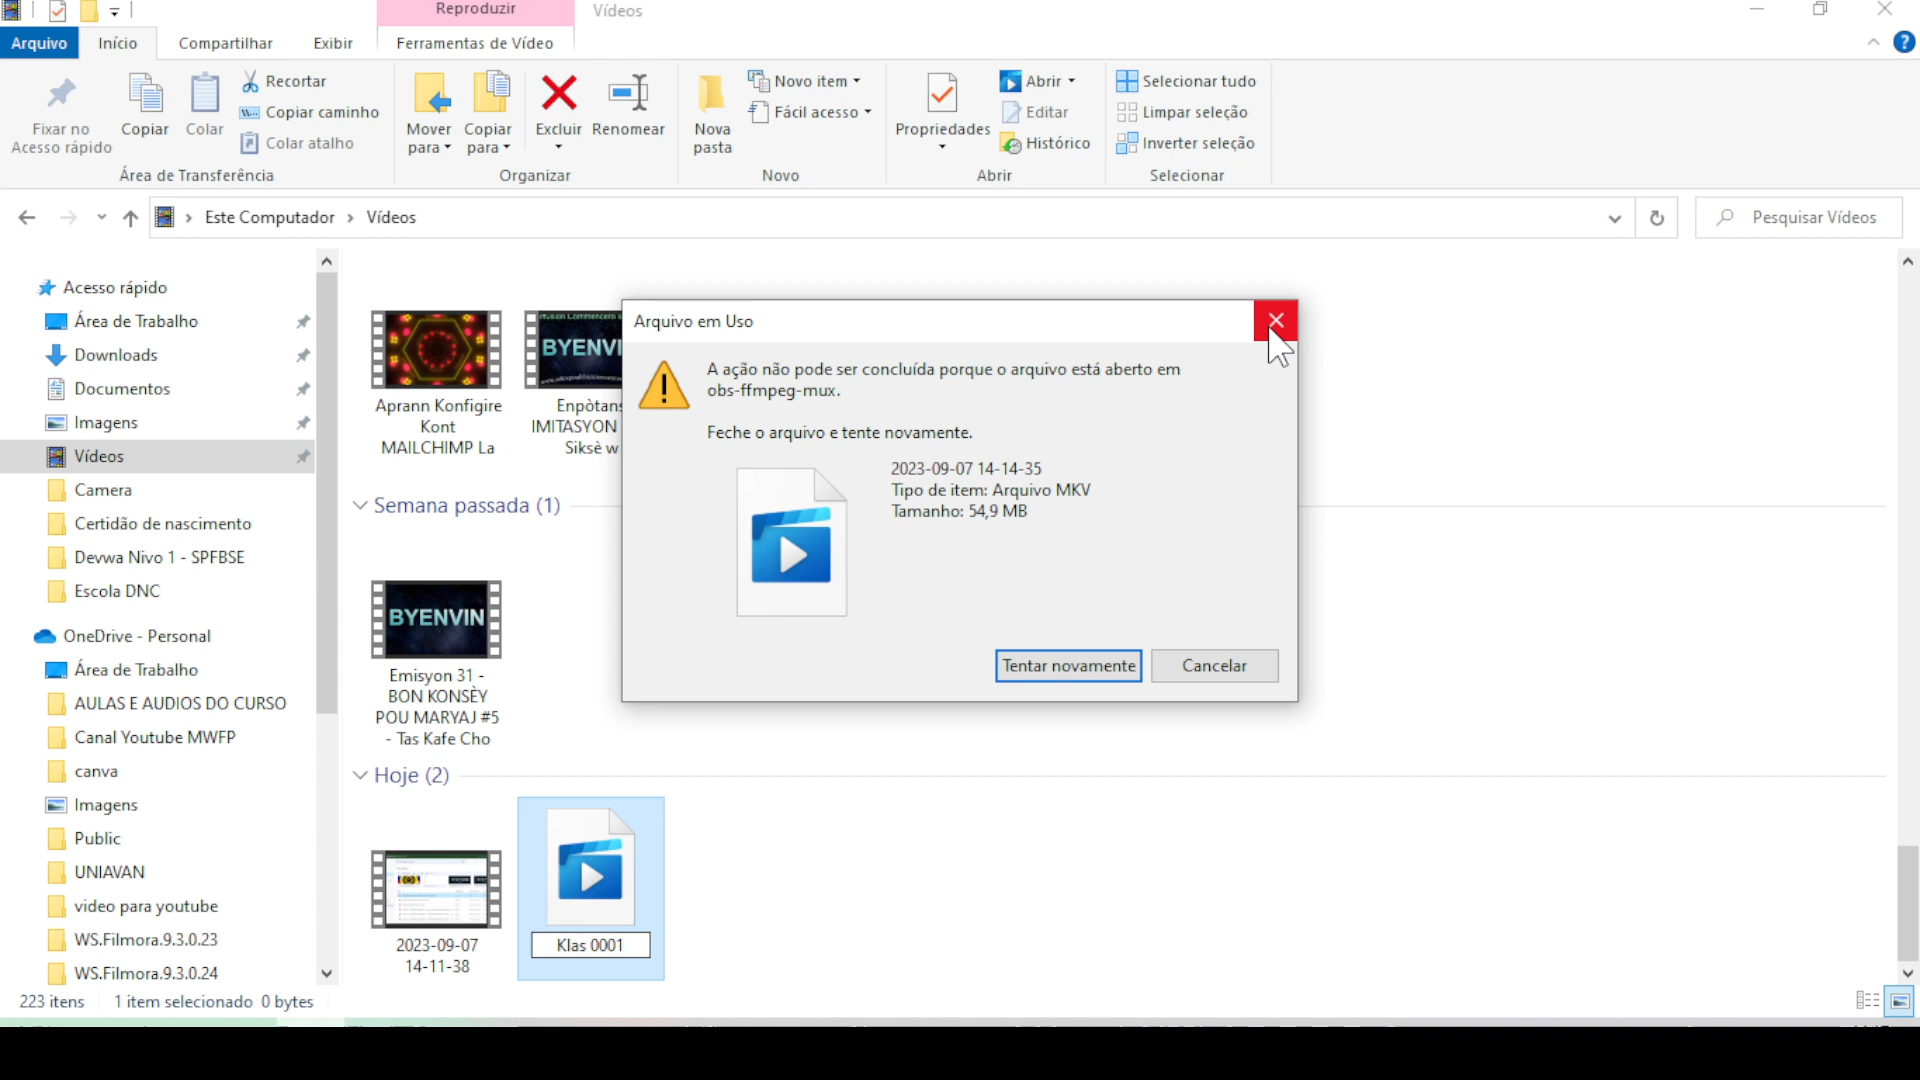 Reproduzir
Vídeos
Arquivo
Início
Compartilhar
Exibir
Ferramentas de Vídeo
?
Fixar no
Acesso rápido
Copiar
Colar
Recortar
Copiar caminho
Colar atalho
Área de Transferência
Mover
para
Copiar
para
Excluir
Renomear
Organizar
Nova
pasta
Novo item
Fácil acesso
Novo
Propriedades
Abrir
Editar
Histórico
Abrir
Selecionar tudo
Limpar seleção
Inverter seleção
Selecionar
Este Computador
Vídeos
Pesquisar Vídeos
Acesso rápido
Área de Trabalho
Downloads
Documentos
Imagens
Vídeos
Camera
Certidão de nascimento
Devwa Nivo 1 - SPFBSE
Escola DNC
OneDrive - Personal
Área de Trabalho
AULAS E AUDIOS DO CURSO
Canal Youtube MWFP
canva
Imagens
Public
UNIAVAN
video para youtube
WS.Filmora.9.3.0.23
WS.Filmora.9.3.0.24
Aprann Konfigire
Kont
MAILCHIMP La
BYENVI
Enpòtans
IMITASYON
Siksè w
Semana passada (1)
BYENVIN
Emisyon 31 -
BON KONSÈY
POU MARYAJ #5
- Tas Kafe Cho
Hoje (2)
2023-09-07
14-11-38
Klas 0001
Arquivo em Uso
A ação não pode ser concluída porque o arquivo está aberto em
obs-ffmpeg-mux.
Feche o arquivo e tente novamente.
2023-09-07 14-14-35
Tipo de item: Arquivo MKV
Tamanho: 54,9 MB
Tentar novamente
Cancelar
223 itens
1 item selecionado 0 bytes